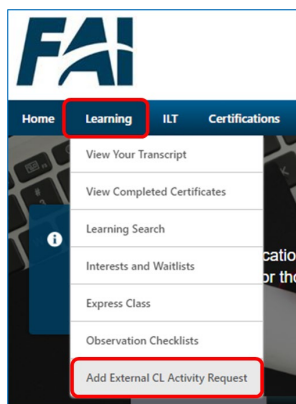 FAI
Home Learning ILT Certifications
View Your Transcript
View Completed Certificates
Learning Search
i
Interests and Waitlists
Express Class
Observation Checklists
Add External CL Activity Request